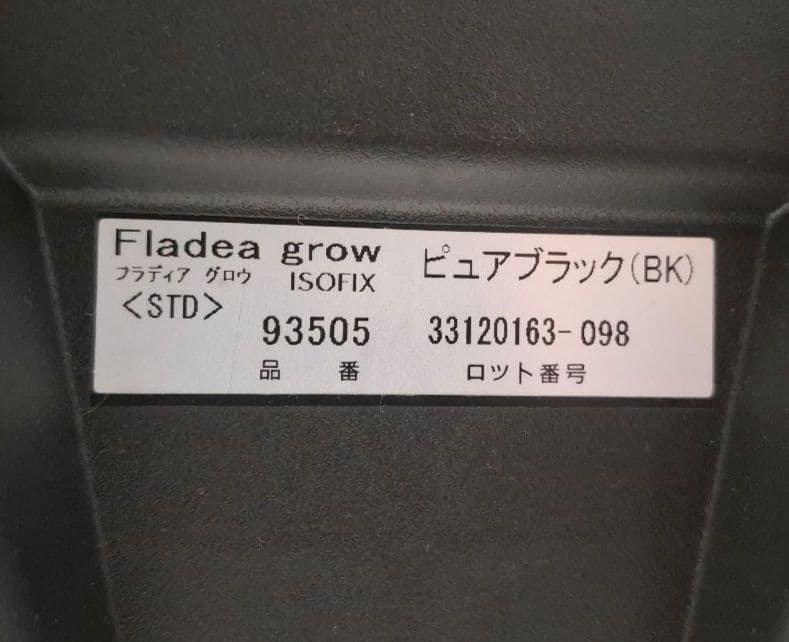 Fladea grow ピュアブラック(BK)
フラディア グロウ ISOFIX
<STD>
93505 33120163-098
品番 ロット番号